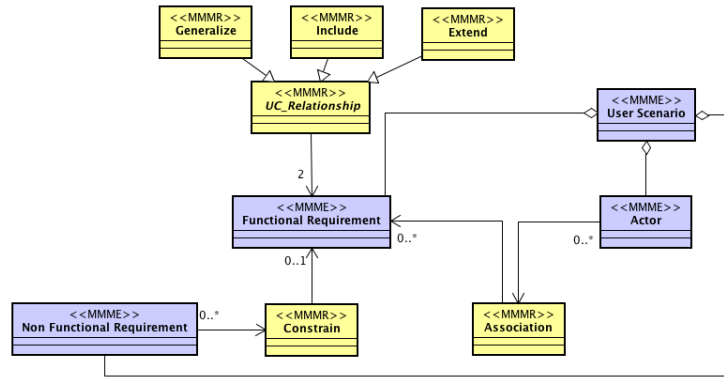 <<MMMR>>
Generalize
<<MMMR>>
Include
<<MMMR>>
Extend
<<MMMR>>
UC_Relationship
<<MMME>>
User Scenario
2
<<MMME>>
Functional Requirement
<<MMME>>
Actor
0..*
0..*
0..1
<<MMME>>
Non Functional Requirement
0..*
<<MMMR>>
Constrain
<<MMMR>>
Association